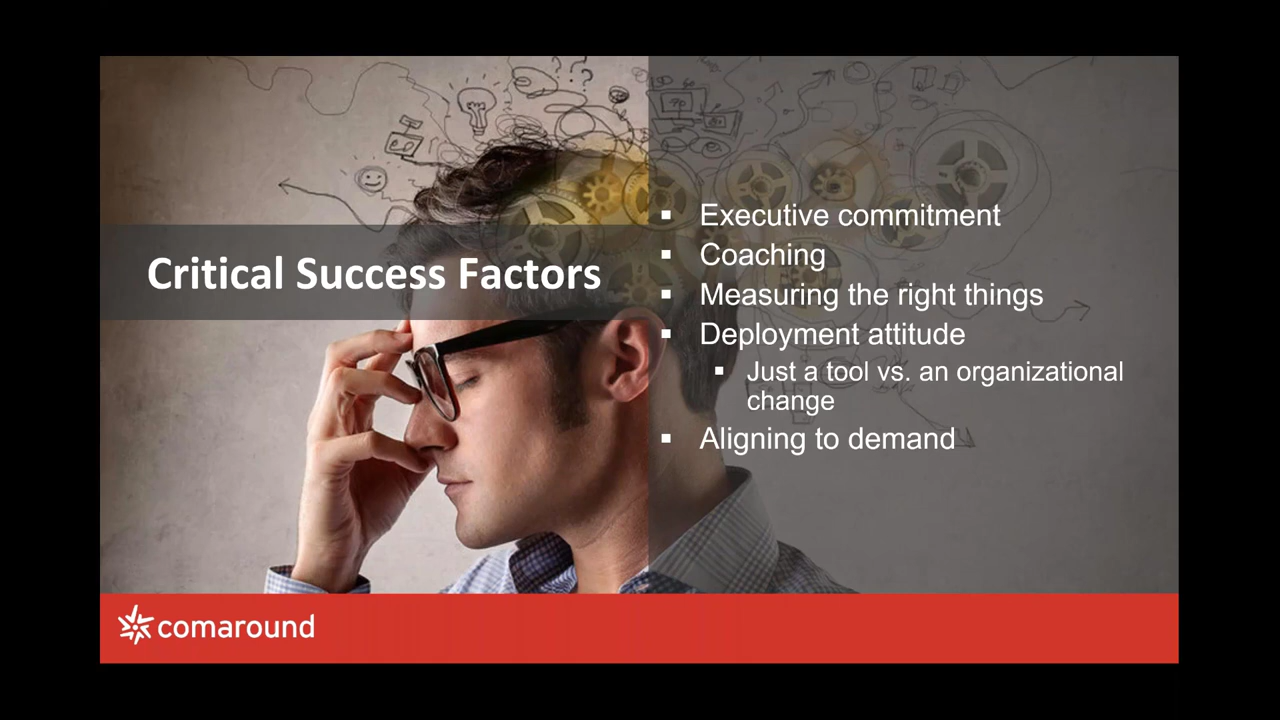 Critical Success Factors
Executive commitment
Coaching
Measuring the right things
Deployment attitude
Just a tool vs. an organizational
change
Aligning to demand
comaround